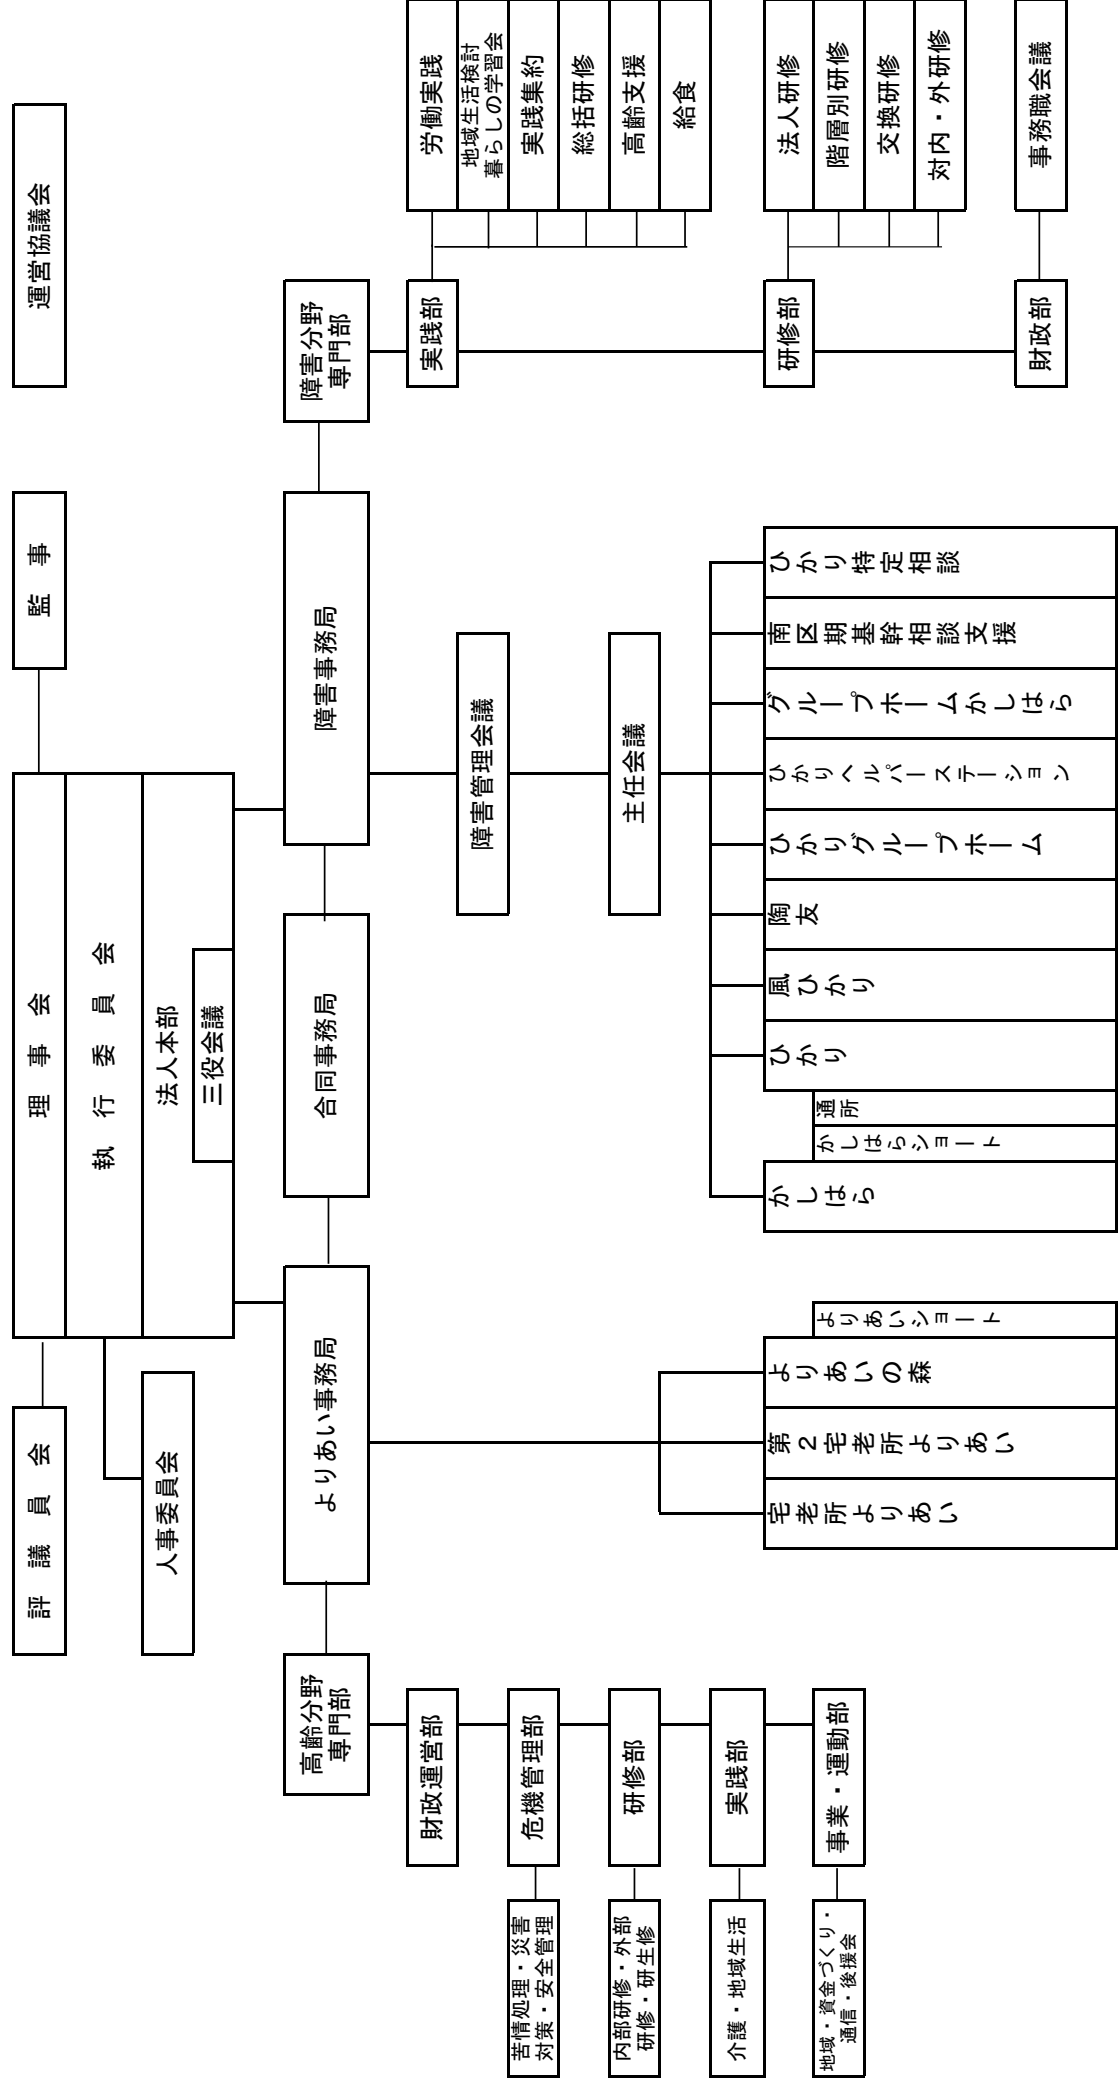 評 議 員 会
理 事 会
監 事
運営協議会
執 行 委 員 会
人事委員会
法人本部
三役会議
高齢分野
専門部
よりあい事務局
合同事務局
障害事務局
障害分野
専門部
財政運営部
危機管理部
苦情処理・災害
対策・安全管理
研修部
内部研修・外部
研修・研生修
実践部
介護・地域生活
事業・運動部
地域・資金づくり・
通信・後援会
宅老所よりあい
第2宅老所よりあい
よりあいの森
よりあいショート
障害管理会議
主任会議
かしはら
かしはらショート
通所
ひかり
風ひかり
陶友
ひかりグループホーム
ひかりヘルパーステーション
グループホームかしはら
南区期基幹相談支援
ひかり特定相談
実践部
労働実践
地域生活検討
暮らしの学習会
実践集約
総括研修
高齢支援
給食
研修部
法人研修
階層別研修
交換研修
対内・外研修
財政部
事務職会議